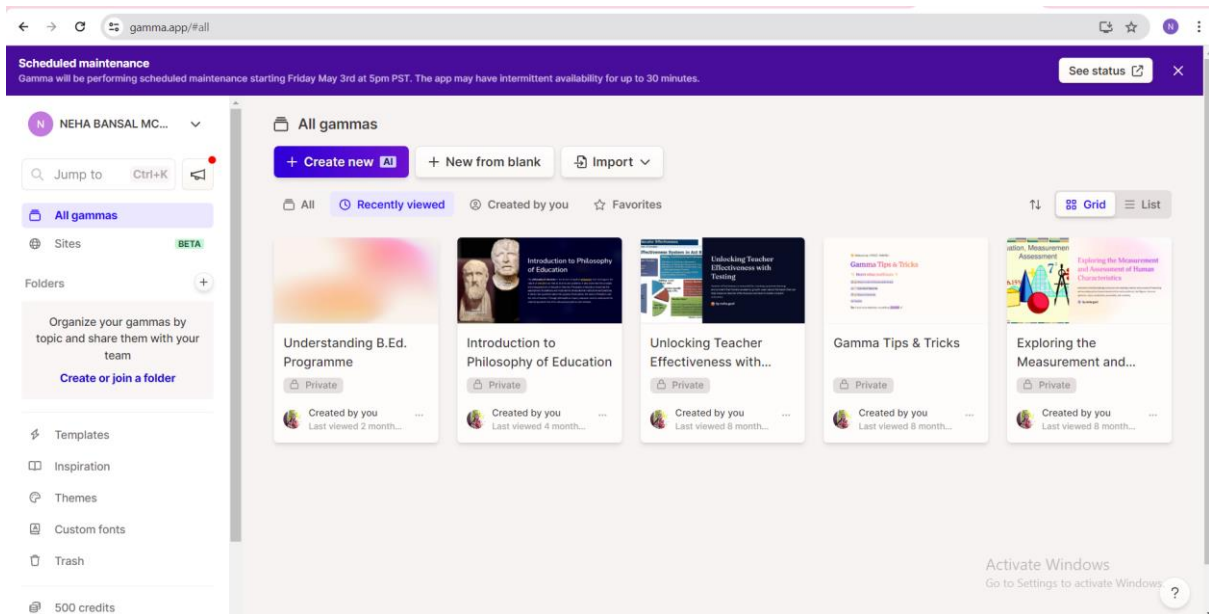 gamma.app/#all
N
Scheduled maintenance
Gamma will be performing scheduled maintenance starting Friday May 3rd at 5pm PST. The app may have intermittent availability for up to 30 minutes.
See status
N
NEHA BANSAL MC...
Jump to
Ctrl+K
All gammas
Sites
BETA
Folders
+
Organize your gammas by
topic and share them with your
team
Create or join a folder
Templates
Inspiration
Themes
Custom fonts
Trash
500 credits
All gammas
+ Create new AI
+ New from blank
Import
All
Recently viewed
Created by you
Favorites
Grid
List
Understanding B.Ed.
Programme
Private
Created by you
Last viewed 2 month...
...
Introduction to Philosophy
of Education
Introduction to
Philosophy of Education
Private
Created by you
Last viewed 4 month...
...
Unlocking Teacher
Effectiveness with
Testing
Unlocking Teacher
Effectiveness with...
Private
Created by you
Last viewed 8 month...
...
Gamma Tips & Tricks
Gamma Tips & Tricks
Private
Created by you
Last viewed 8 month...
...
Exploring the Measurement
and Assessment of Human
Characteristics
Exploring the
Measurement and...
Private
Created by you
Last viewed 8 month...
...
Activate Windows
Go to Settings to activate Windows
?